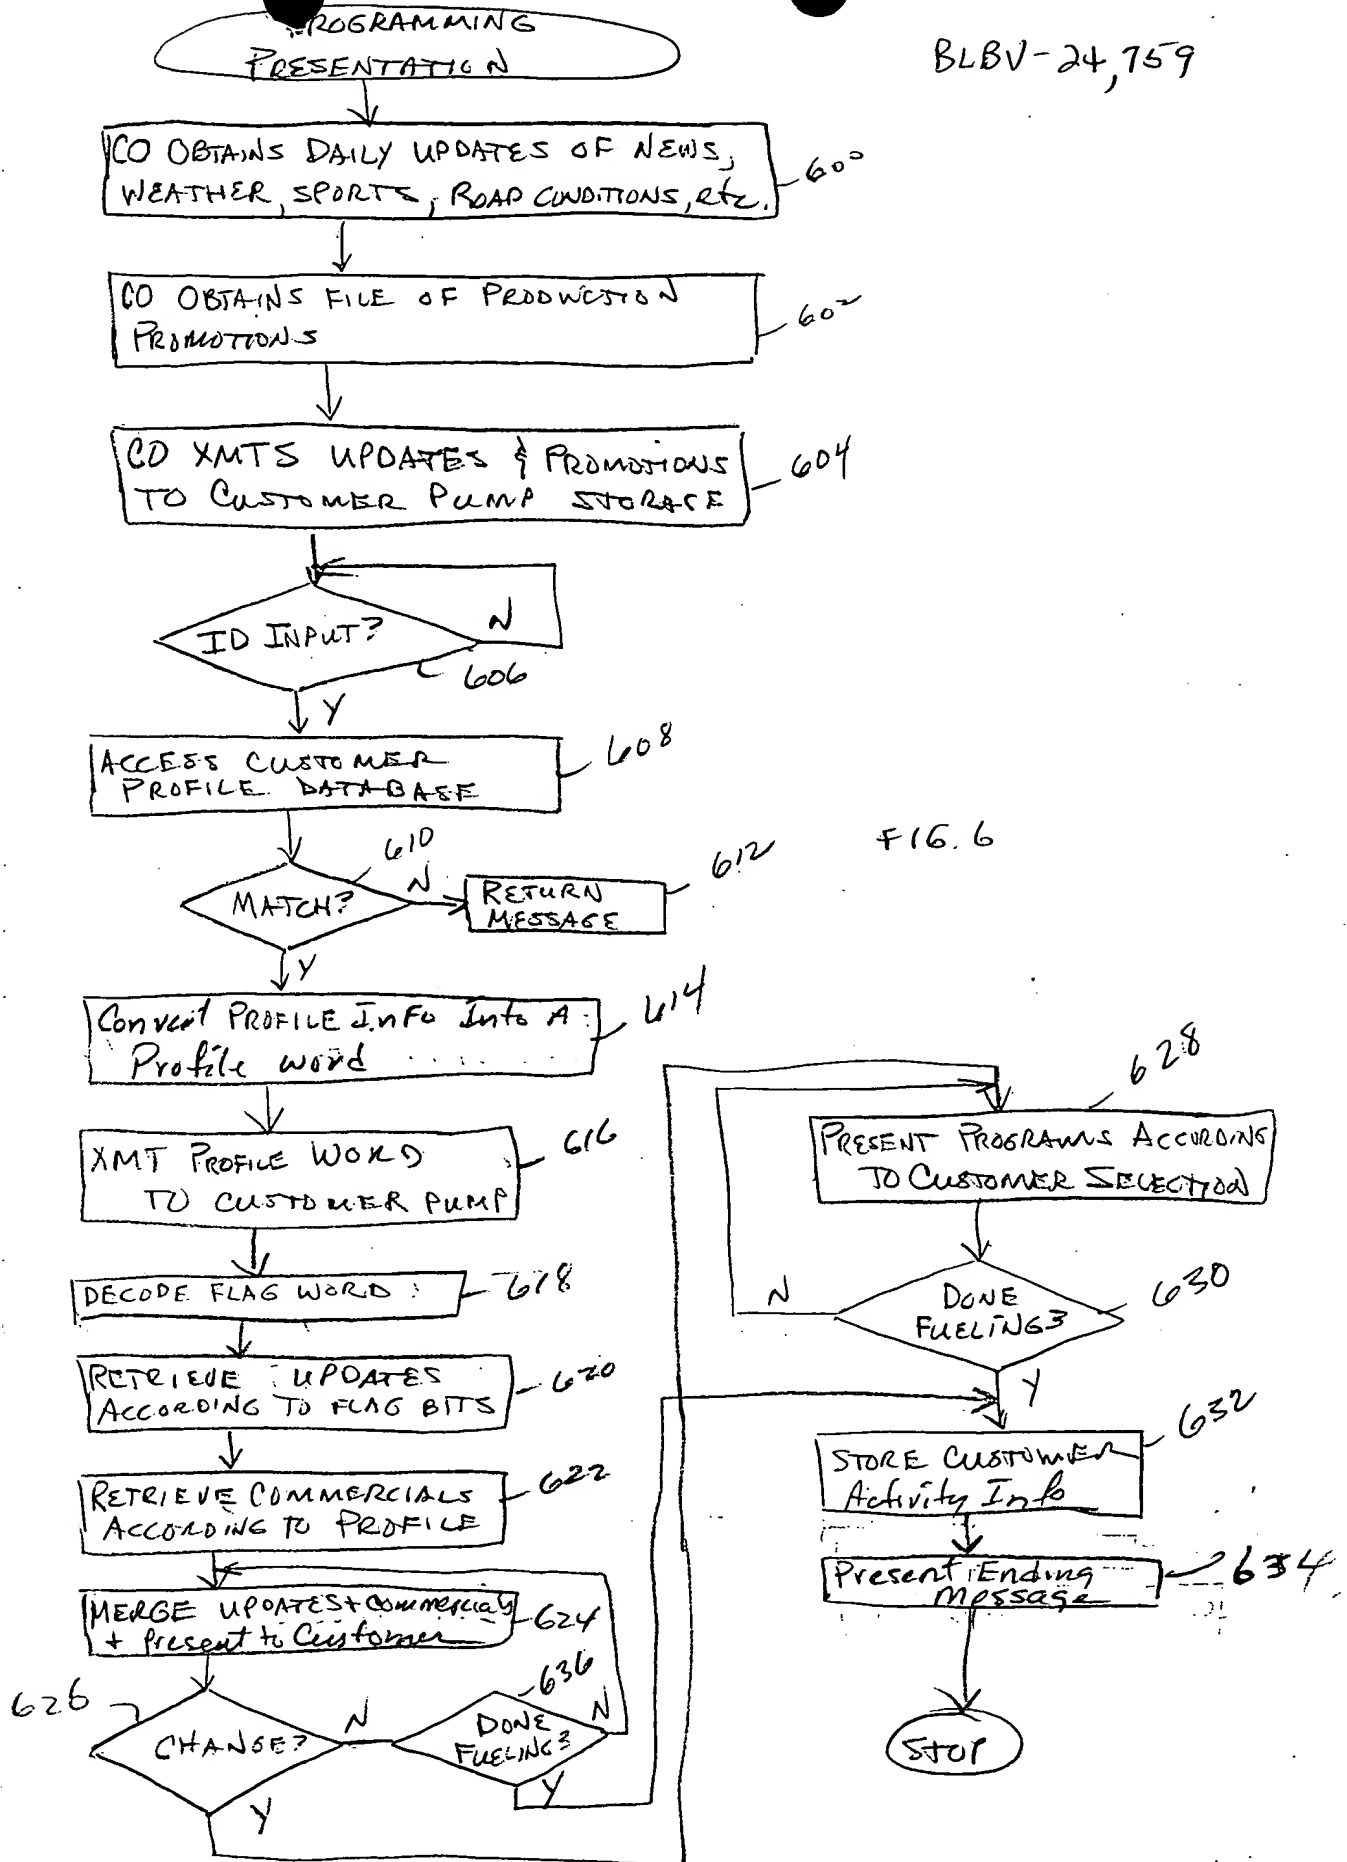 PROGRAMMING
PRESENTATION
BLBV-24,759
CO OBTAINS DAILY UPDATES OF NEWS,
WEATHER, SPORTS, ROAD CONDITIONS, etc.
600
CO OBTAINS FILE OF PRODUCTION
PROMOTIONS
602
CO XMTS UPDATES & PROMOTIONS
TO CUSTOMER PUMP STORAGE
604
ID INPUT?
N
606
Y
ACCESS CUSTOMER
PROFILE DATABASE
608
610
MATCH?
N
RETURN
MESSAGE
612
FIG. 6
Y
Convert PROFILE InFo Into A
Profile word
614
XMT PROFILE WORD
TO CUSTOMER PUMP
616
DECODE FLAG WORD
618
RETRIEVE UPDATES
ACCORDING TO FLAG BITS
620
RETRIEVE COMMERCIALS
ACCORDING TO PROFILE
622
MERGE UPDATES + Commercials
+ Present to Customer
624
626
CHANGE?
N
636
DONE
FUELING?
N
Y
Y
628
PRESENT PROGRAMS ACCORDING
TO CUSTOMER SELECTION
DONE
FUELING?
630
N
Y
STORE CUSTOMER
Activity Info
632
Present Ending
Message
634
STOP